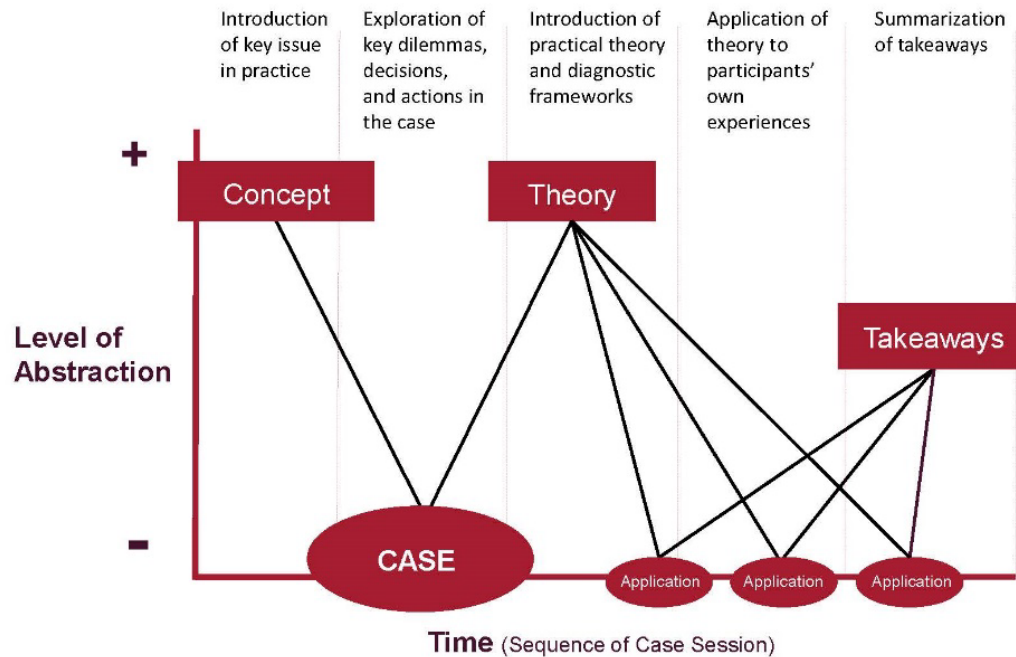 Introduction
of key issue
in practice
Exploration of
key dilemmas,
decisions,
and actions in
the case
Introduction of
practical theory
and diagnostic
frameworks
Application of
theory to
participants’
own
experiences
Summarization
of takeaways
+
Concept
Theory
Level of
Abstraction
Takeaways
-
CASE
Application
Application
Application
Time (Sequence of Case Session)